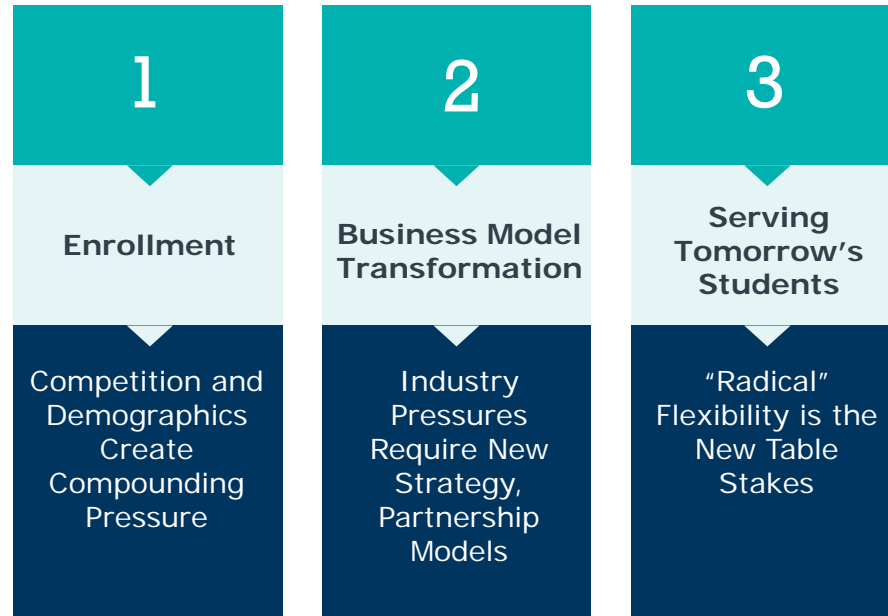 1
Enrollment
Competition and
Demographics
Create
Compounding
Pressure
2
Business Model
Transformation
Industry
Pressures
Require New
Strategy,
Partnership
Models
3
Serving
Tomorrow’s
Students
“Radical”
Flexibility is the
New Table
Stakes